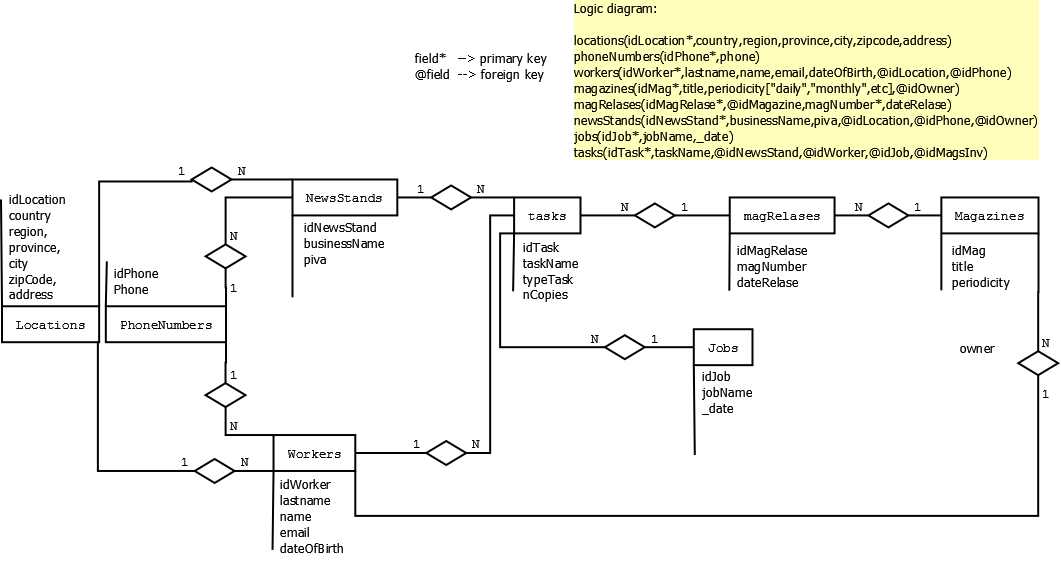 Logic diagram:
locations(idLocation*,country,region,province,city,zipcode,address)
phoneNumbers(idPhone*,phone)
workers(idWorker*,lastname,name,email,dateOfBirth,@idLocation,@idPhone)
magazines(idMag*,title,periodicity["daily","monthly",etc],@idOwner)
magRelases(idMagRelase*,@idMagazine,magNumber*,dateRelase)
newsStands(idNewsStand*,businessName,piva,@idLocation,@idPhone,@idOwner)
jobs(idJob*,jobName,_date)
tasks(idTask*,taskName,@idNewsStand,@idWorker,@idJob,@idMagsInv)
field* --> primary key
@field --> foreign key
1 N
NewsStands
idNewsStand
businessName
piva
1 N
tasks
idTask
taskName
typeTask
nCopies
N 1
magRelases
idMagRelase
magNumber
dateRelase
N 1
Magazines
idMag
title
periodicity
idLocation
country
region,
province,
city
zipCode,
address
Locations
idPhone
Phone
PhoneNumbers
N
1
1
N
N 1
Jobs
idJob
jobName
_date
owner
N
1
1 N
Workers
idWorker
lastname
name
email
dateOfBirth
1 N